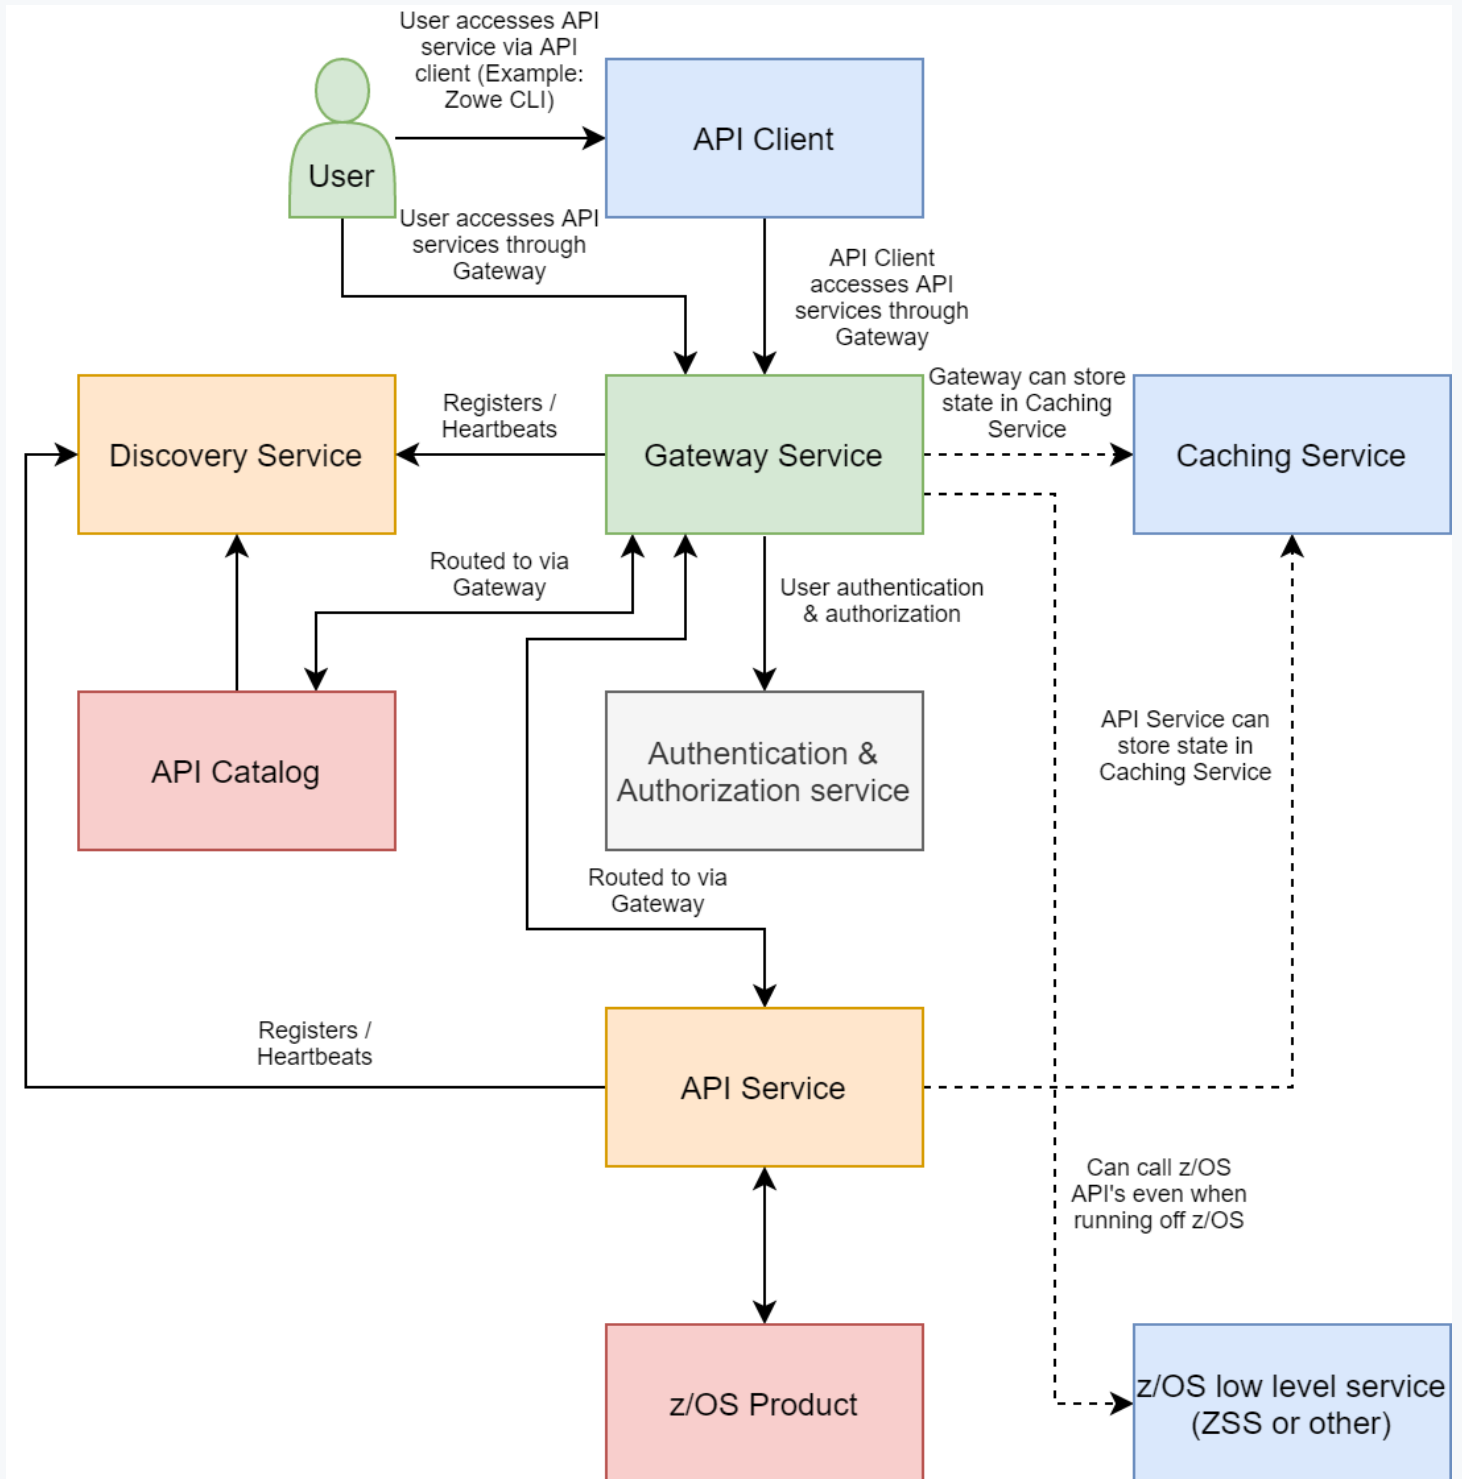 User accesses API
service via API
client (Example:
Zowe CLI)
API Client
User
User accesses API
services through
Gateway
API Client
accesses API
services through
Gateway
Gateway can store
state in Caching
Service
Registers /
Heartbeats
Discovery Service
Gateway Service
Caching Service
Routed to via
Gateway
User authentication
& authorization
API Service can
store state in
Caching Service
API Catalog
Authentication &
Authorization service
Routed to via
Gateway
Registers /
Heartbeats
API Service
Can call z/OS
API's even when
running off z/OS
z/OS Product
z/OS low level service
(ZSS or other)